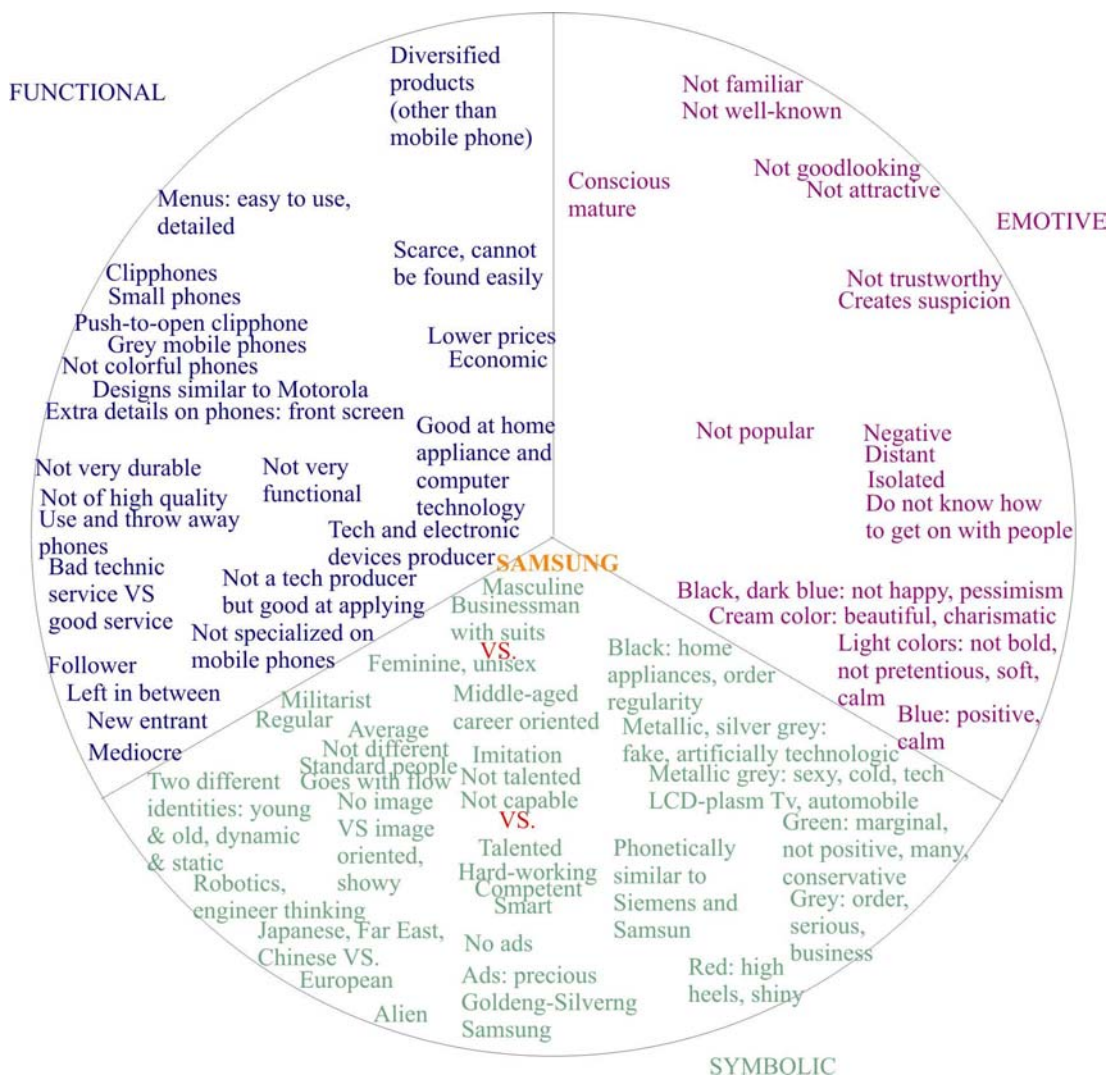 FUNCTIONAL
Diversified
products
(other than
mobile phone)
Menus: easy to use,
detailed
Scarce, cannot
be found easily
Clipphones
Small phones
Push-to-open clipphone
Grey mobile phones
Not colorful phones
Designs similar to Motorola
Extra details on phones: front screen
Lower prices
Economic
Good at home
appliance and
computer
technology
Not very durable
Not of high quality
Use and throw away
phones
Not very
functional
Tech and electronic
devices producer
Bad technic
service VS
good service
Not a tech producer
but good at applying
Not specialized on
mobile phones
Follower
Left in between
New entrant
Mediocre
EMOTIVE
Not familiar
Not well-known
Not goodlooking
Not attractive
Conscious
mature
Not trustworthy
Creates suspicion
Not popular
Negative
Distant
Isolated
Do not know how
to get on with people
Black, dark blue: not happy, pessimism
Cream color: beautiful, charismatic
Light colors: not bold,
not pretentious, soft,
calm
Blue: positive,
calm
SAMSUNG
Masculine
Businessman
with suits
VS.
Feminine, unisex
Militarist
Regular
Middle-aged
career oriented
Black: home
appliances, order
regularity
Average
Not different
Standard people
Goes with flow
Imitation
Not talented
Not capable
VS.
Talented
Hard-working
Competent
Smart
Metallic, silver grey:
fake, artificially technologic
Metallic grey: sexy, cold, tech
LCD-plasm Tv, automobile
Two different
identities: young
& old, dynamic
& static
No image
VS image
oriented,
showy
Green: marginal,
not positive, many,
conservative
Phonetically
similar to
Siemens and
Samsun
Grey: order,
serious,
business
Robotics,
engineer thinking
Japanese, Far East,
Chinese VS.
European
Alien
No ads
Ads: precious
Goldeng-Silverng
Samsung
Red: high
heels, shiny
SYMBOLIC